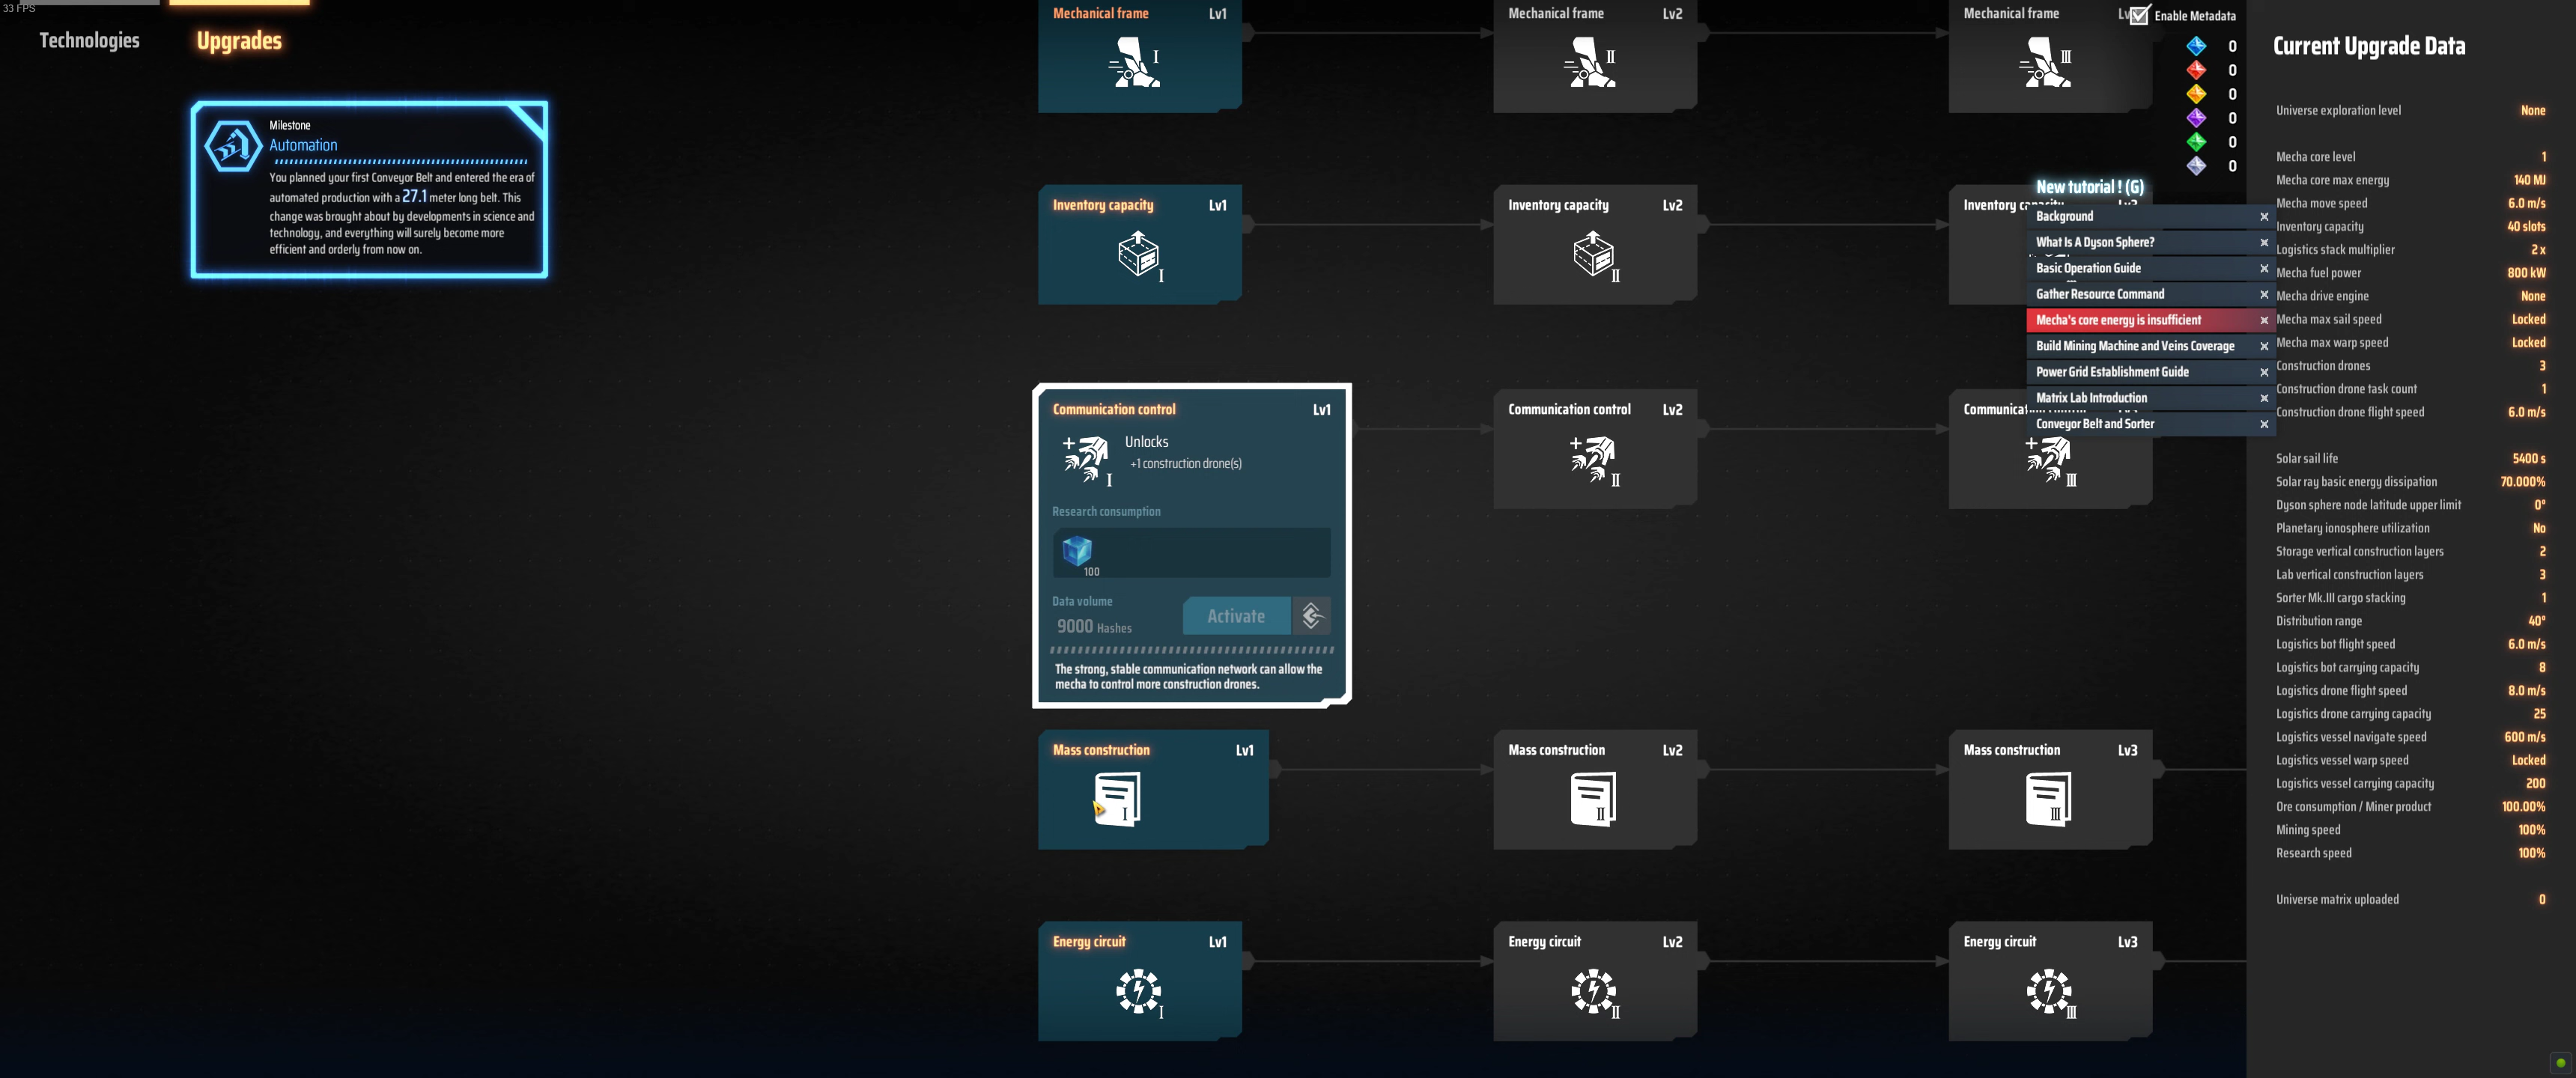 33 FPS
Technologies
Upgrades
Milestone
Automation
You planned your first Conveyor Belt and entered the era of
automated production with a 27.1 meter long belt. This
change was brought about by developments in science and
technology, and everything will surely become more
efficient and orderly from now on.
Mechanical frame Lv1
I
Mechanical frame Lv2
II
Mechanical frame
III
Inventory capacity Lv1
I
Inventory capacity Lv2
II
Inventory
Communication control Lv1
I
Unlocks
+1 construction drone(s)
Research consumption
100
Data volume
9000 Hashes
Activate
The strong, stable communication network can allow the
mecha to control more construction drones.
Communication control Lv2
II
III
Mass construction Lv1
I
Mass construction Lv2
II
Mass construction Lv3
III
Energy circuit Lv1
I
Energy circuit Lv2
II
Energy circuit Lv3
III
Enable Metadata
0
0
0
0
0
0
New tutorial ! (G)
Background
What Is A Dyson Sphere?
Basic Operation Guide
Gather Resource Command
Mecha's core energy is insufficient
Build Mining Machine and Veins Coverage
Power Grid Establishment Guide
Matrix Lab Introduction
Conveyor Belt and Sorter
Current Upgrade Data
Universe exploration level None
Mecha core level 1
Mecha core max energy 140 MJ
Mecha move speed 6.0 m/s
Inventory capacity 40 slots
Logistics stack multiplier 2 x
Mecha fuel power 800 kW
Mecha drive engine None
Mecha max sail speed Locked
Mecha max warp speed Locked
Construction drones 3
Construction drone task count 1
Construction drone flight speed 6.0 m/s
Solar sail life 5400 s
Solar ray basic energy dissipation 70.000%
Dyson sphere node latitude upper limit 0°
Planetary ionosphere utilization No
Storage vertical construction layers 2
Lab vertical construction layers 3
Sorter Mk.III cargo stacking 1
Distribution range 40°
Logistics bot flight speed 6.0 m/s
Logistics bot carrying capacity 8
Logistics drone flight speed 8.0 m/s
Logistics drone carrying capacity 25
Logistics vessel navigate speed 600 m/s
Logistics vessel warp speed Locked
Logistics vessel carrying capacity 200
Ore consumption / Miner product 100.00%
Mining speed 100%
Research speed 100%
Universe matrix uploaded 0